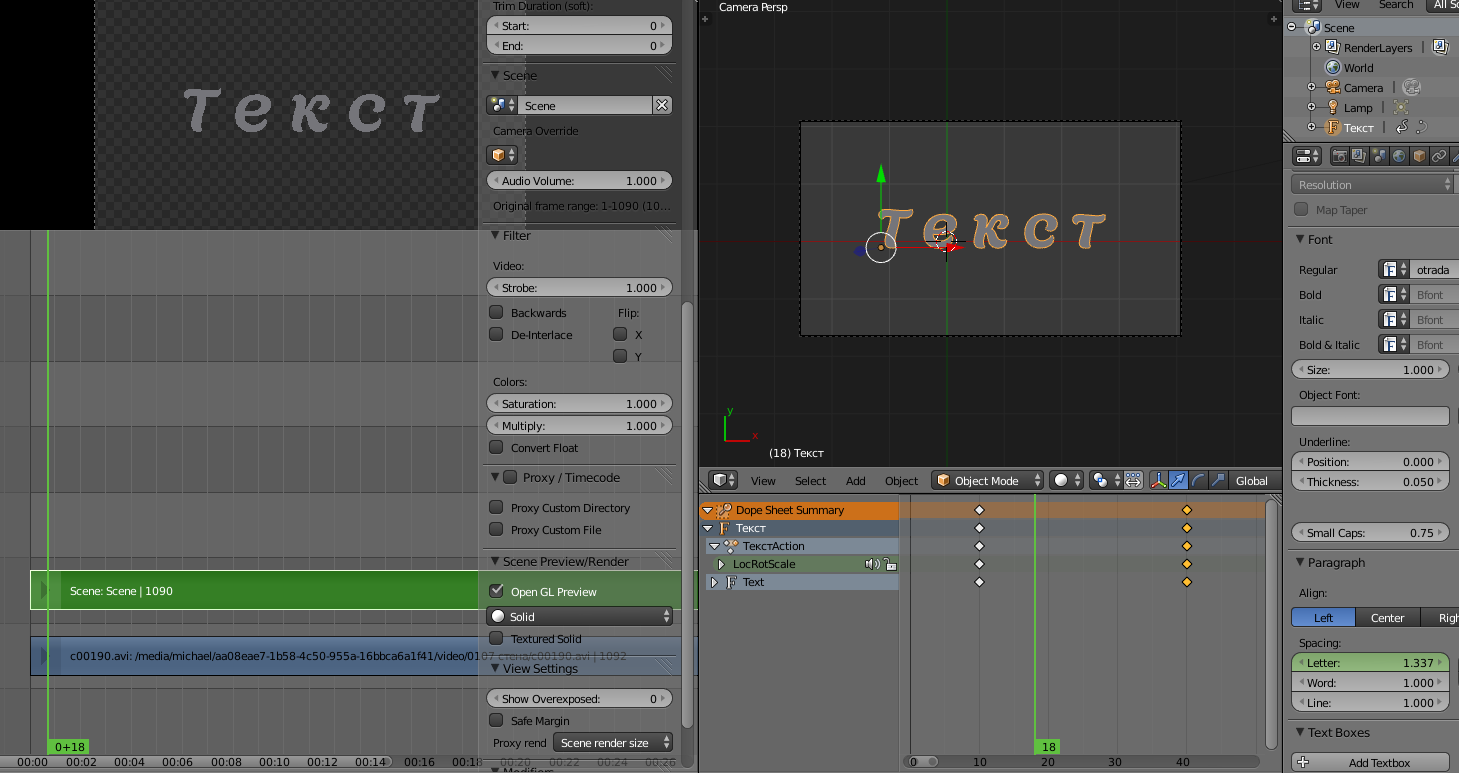 Текст
Trim Duration (soft):
Start: 0
End: 0
Scene
Scene
Camera Override
Audio Volume: 1.000
Original frame range: 1-1090 (10...
Filter
Video:
Strobe: 1.000
Backwards Flip:
De-Interlace X
Y
Colors:
Saturation: 1.000
Multiply: 1.000
Convert Float
Proxy / Timecode
Proxy Custom Directory
Proxy Custom File
Scene Preview/Render
Open GL Preview
Solid
Textured Solid
View Settings
Show Overexposed: 0
Safe Margin
Proxy rend Scene render size
Modifiers
Scene: Scene | 1090
c00190.avi: /media/michael/aa08eae7-1b58-4c50-955a-16bbca6a1f41/video/0107 стена/c00190.avi | 1092
0+18
00:00 00:02 00:04 00:06 00:08 00:10 00:12 00:14 00:16 00:18 00:20 00:22 00:24 00:26
Camera Persp
Текст
y
x
(18) Текст
View Select Add Object Object Mode Global
Dope Sheet Summary
Текст
ТекстAction
LocRotScale
Text
18
0 10 20 30 40
View Search All Sc
Scene
RenderLayers
World
Camera
Lamp
Текст
Resolution
Map Taper
Font
Regular otrada
Bold Bfont
Italic Bfont
Bold & Italic Bfont
Size: 1.000
Object Font:
Underline:
Position: 0.000
Thickness: 0.050
Small Caps: 0.75
Paragraph
Align:
Left Center Righ
Spacing:
Letter: 1.337
Word: 1.000
Line: 1.000
Text Boxes
Add Textbox